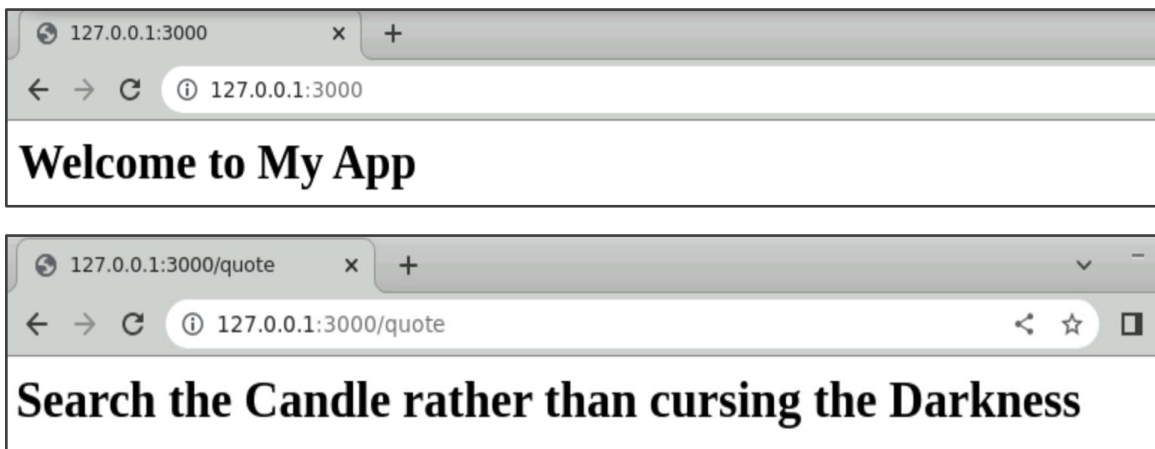 127.0.0.1:3000
127.0.0.1:3000
Welcome to My App
127.0.0.1:3000/quote
127.0.0.1:3000/quote
Search the Candle rather than cursing the Darkness